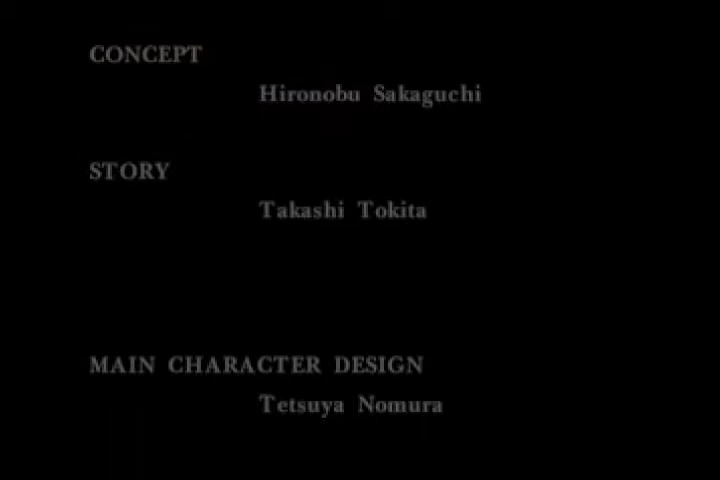 CONCEPT
Hironobu Sakaguchi
STORY
Takashi Tokita
MAIN CHARACTER DESIGN
Tetsuya Nomura